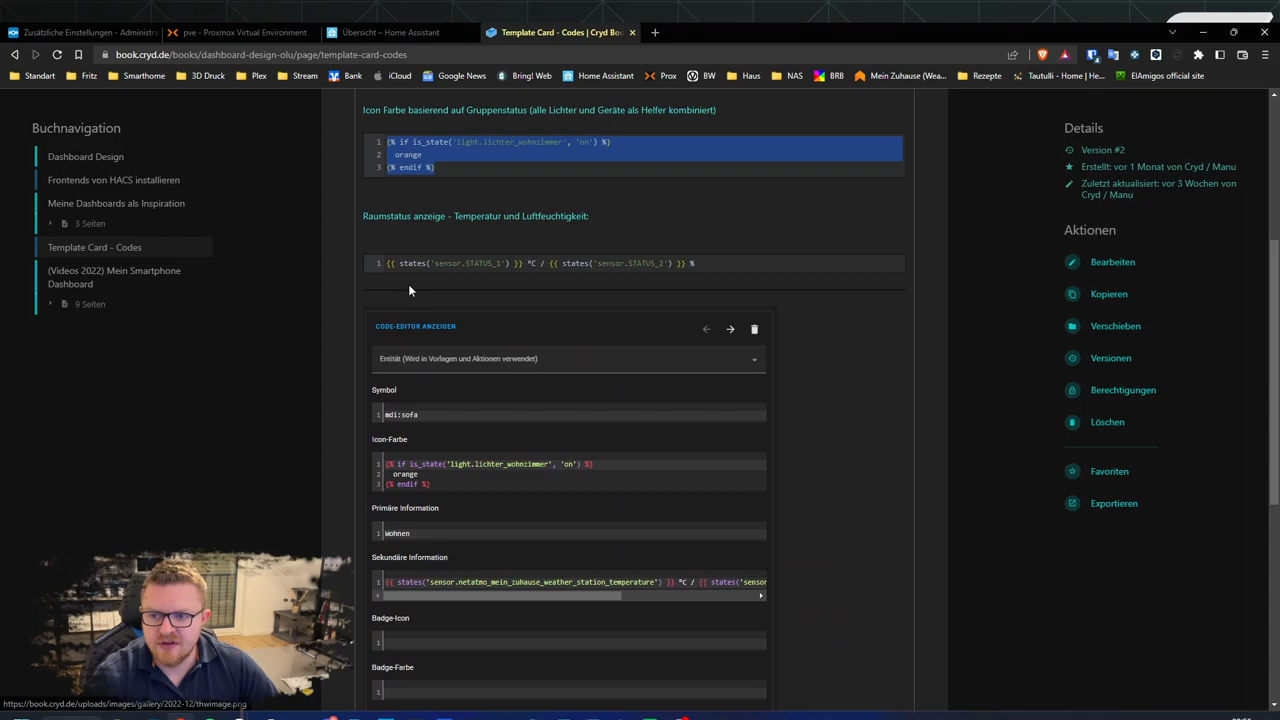 Zusätzliche Einstellungen - Administra
pve - Proxmox Virtual Environment
Übersicht – Home Assistant
Template Card - Codes | Cryd Boo
book.cryd.de/books/dashboard-design-olu/page/template-card-codes
Standart
Fritz
Smarthome
3D Druck
Plex
Stream
Bank
iCloud
Google News
Bring! Web
Home Assistant
Prox
BW
Haus
NAS
BRB
Mein Zuhause (Wea...
Rezepte
Tautulli - Home | He...
ElAmigos official site
Buchnavigation
Dashboard Design
Frontends von HACS installieren
Meine Dashboards als Inspiration
3 Seiten
Template Card - Codes
(Videos 2022) Mein Smartphone
Dashboard
9 Seiten
Icon Farbe basierend auf Gruppenstatus (alle Lichter und Geräte als Helfer kombiniert)
1 {% if is_state('light.lichter_wohnzimmer', 'on') %}
2 orange
3 {% endif %}
Raumstatus anzeige - Temperatur und Luftfeuchtigkeit:
1 {{ states('sensor.STATUS_1') }} °C / {{ states('sensor.STATUS_2') }} %
CODE-EDITOR ANZEIGEN
Entität (Wird in Vorlagen und Aktionen verwendet)
Symbol
1 mdi:sofa
Icon-Farbe
1 {% if is_state('light.lichter_wohnzimmer', 'on') %}
2 orange
3 {% endif %}
Primäre Information
1 Wohnen
Sekundäre Information
1 {{ states('sensor.netatmo_mein_zuhause_weather_station_temperature') }} °C / {{ states('sensor
Badge-Icon
1
Badge-Farbe
1
Details
Version #2
Erstellt: vor 1 Monat von Cryd / Manu
Zuletzt aktualisiert: vor 3 Wochen von
Cryd / Manu
Aktionen
Bearbeiten
Kopieren
Verschieben
Versionen
Berechtigungen
Löschen
Favoriten
Exportieren
https://book.cryd.de/uploads/images/gallery/2022-12/thwimage.png